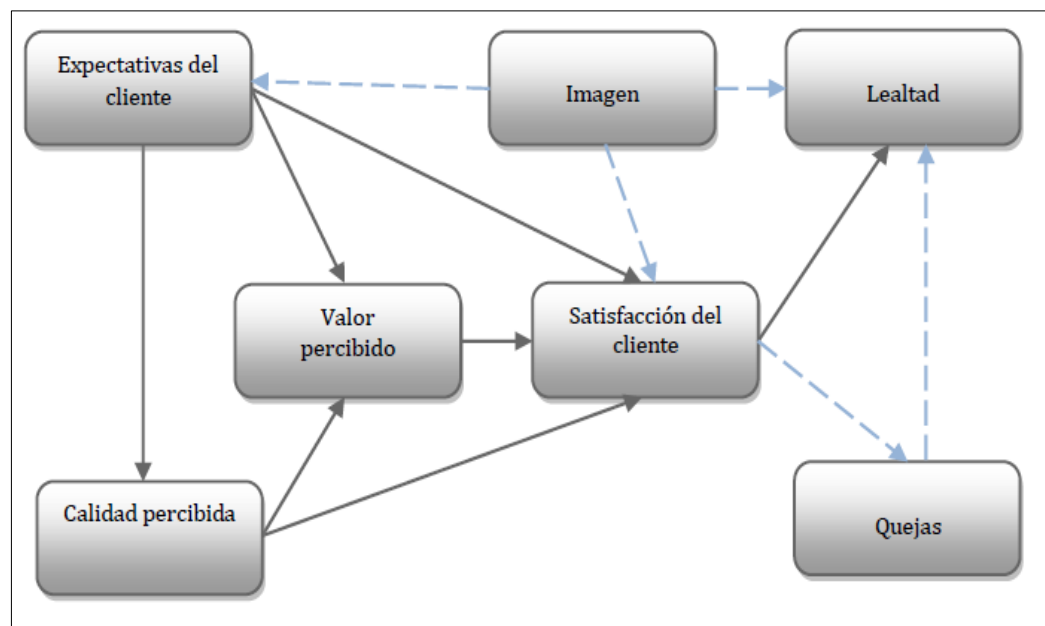 Expectativas del
cliente
Imagen
Lealtad
Valor
percibido
Satisfacción del
cliente
Calidad percibida
Quejas